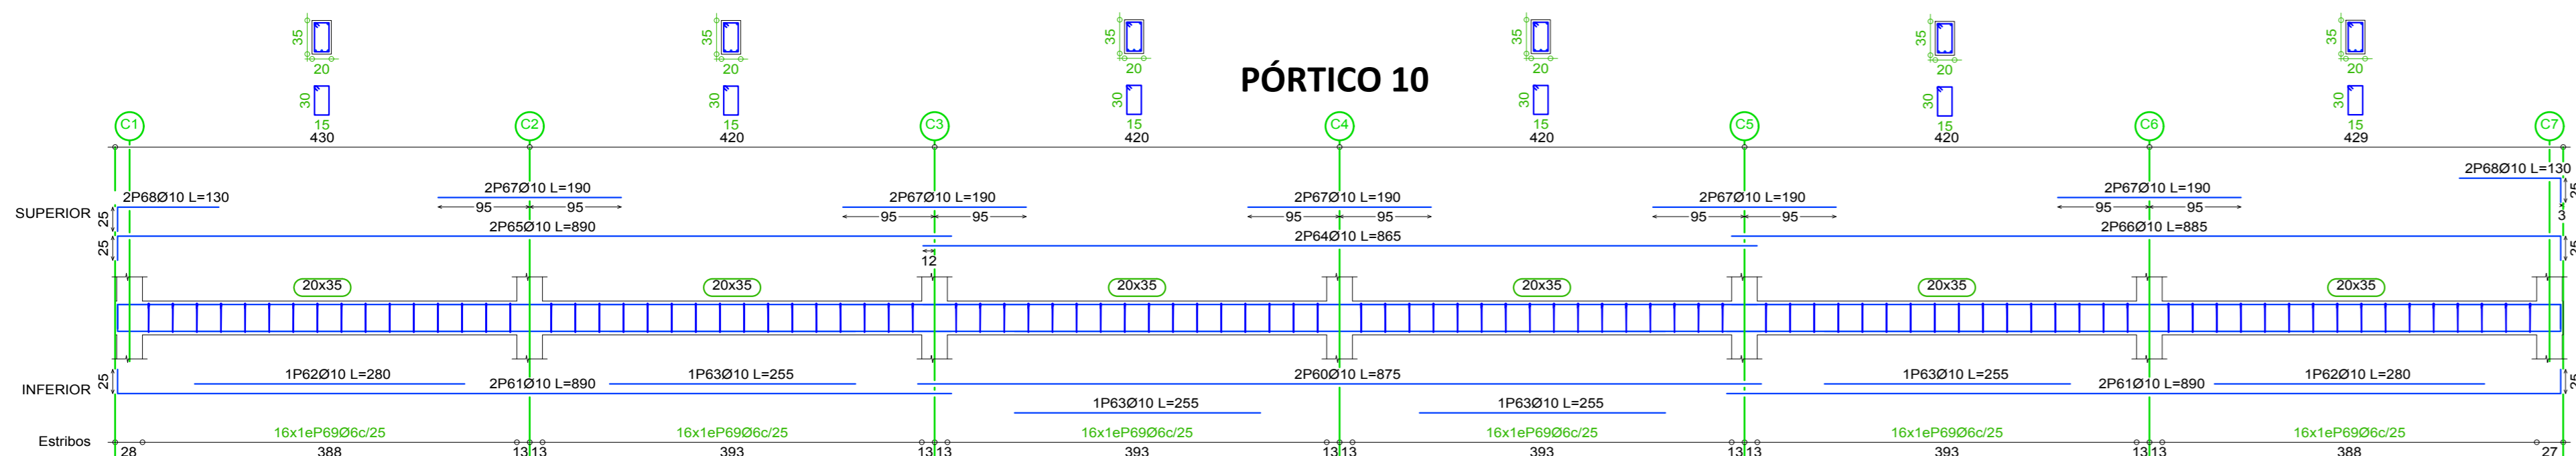 35 35 35 35 35 35
20 20 20 20 20 20
PÓRTICO 10
30 30 30 30 30 30
15 15 15 15 15 15
C1 430 C2 420 C3 420 C4 420 C5 420 C6 429 C7
2P68Ø10 L=130
2P67Ø10 L=190 2P67Ø10 L=190 2P67Ø10 L=190 2P67Ø10 L=190 2P67Ø10 L=190
2P68Ø10 L=130
SUPERIOR 25 95 95 95 95 95 95 95 95 95 95 25
3
25 2P65Ø10 L=890 2P64Ø10 L=865 2P66Ø10 L=885 25
12
20x35 20x35 20x35 20x35 20x35 20x35
INFERIOR 25 1P62Ø10 L=280 2P61Ø10 L=890 1P63Ø10 L=255 2P60Ø10 L=875 1P63Ø10 L=255 2P61Ø10 L=890 1P62Ø10 L=280 25
1P63Ø10 L=255 1P63Ø10 L=255
Estribos 16x1eP69Ø6c/25 16x1eP69Ø6c/25 16x1eP69Ø6c/25 16x1eP69Ø6c/25 16x1eP69Ø6c/25 16x1eP69Ø6c/25
28 388 13 13 393 13 13 393 13 13 393 13 13 393 13 13 388 27